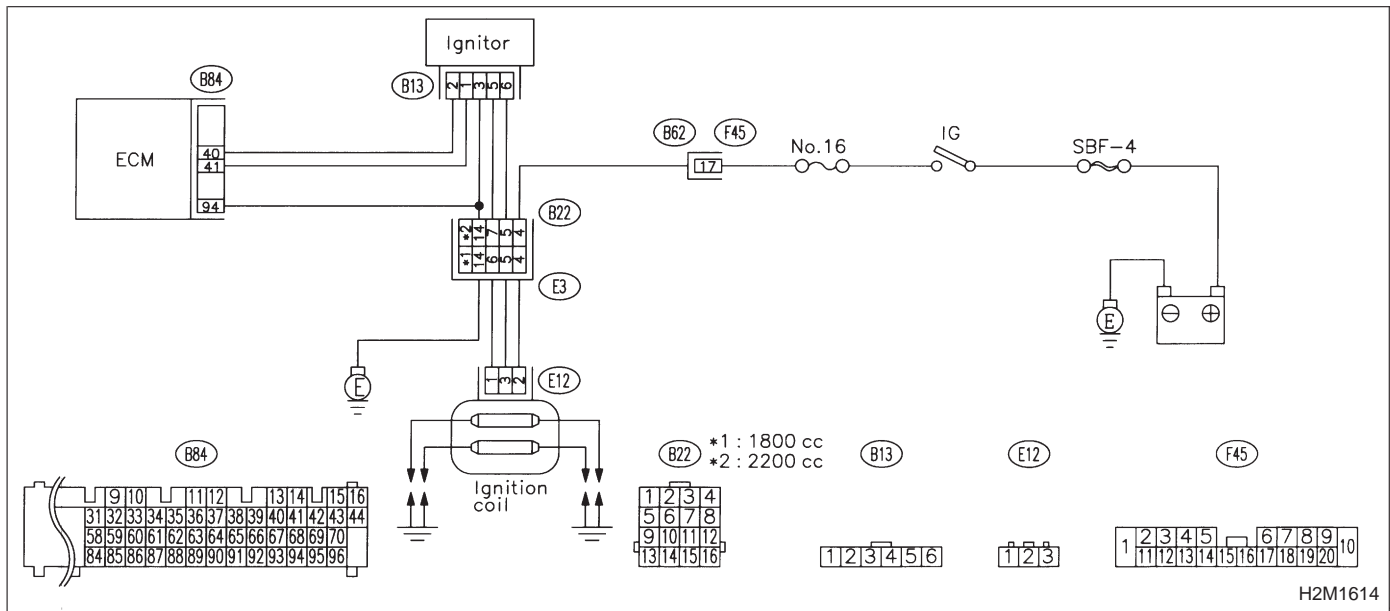 Ignitor
B84
B13
2 1 3 5 6
B62 F45
IG
No.16
SBF-4
ECM
40
41
17
94
B22
*2 14 7 5 4
*1 14 6 5 4
E3
E
⊖ ⊕
E
1 3 2
E12
B84
Ignition
coil
B22
*1 : 1800 cc
*2 : 2200 cc
B13
E12
F45
9 10 11 12 13 14 15 16
31 32 33 34 35 36 37 38 39 40 41 42 43 44
58 59 60 61 62 63 64 65 66 67 68 69 70
84 85 86 87 88 89 90 91 92 93 94 95 96
1 2 3 4
5 6 7 8
9 10 11 12
13 14 15 16
1 2 3 4 5 6
1 2 3
1 2 3 4 5 6 7 8 9 10
11 12 13 14 15 16 17 18 19 20
H2M1614